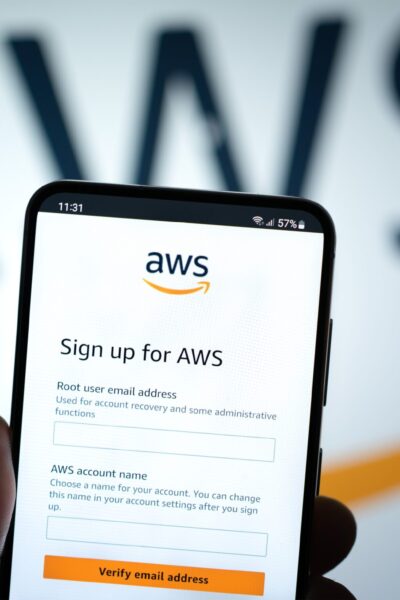 AWS
11:31
57%
aws
Sign up for AWS
Root user email address
Used for account recovery and some administrative
functions
AWS account name
Choose a name for your account. You can change
this name in your account settings after you sign
up.
Verify email address